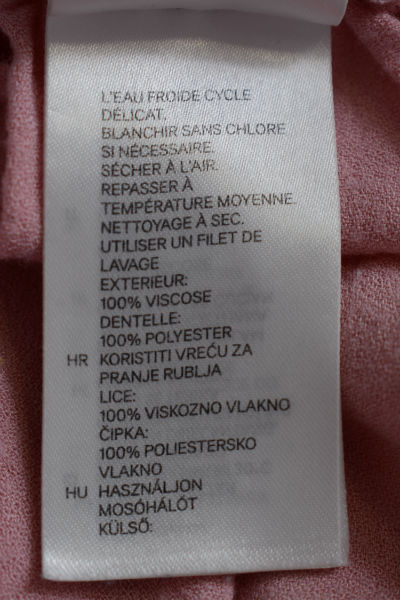 L'EAU FROIDE CYCLE
DÉLICAT.
BLANCHIR SANS CHLORE
SI NÉCESSAIRE.
SÉCHER À L'AIR.
REPASSER À
TEMPÉRATURE MOYENNE.
NETTOYAGE À SEC.
UTILISER UN FILET DE
LAVAGE
EXTERIEUR:
100% VISCOSE
DENTELLE:
100% POLYESTER
HR KORISTITI VREĆU ZA
PRANJE RUBLJA
LICE:
100% VISKOZNO VLAKNO
ČIPKA:
100% POLIESTERSKO
VLAKNO
HU HASZNÁLJON
MOSÓHÁLÓT
KÜLSŐ: